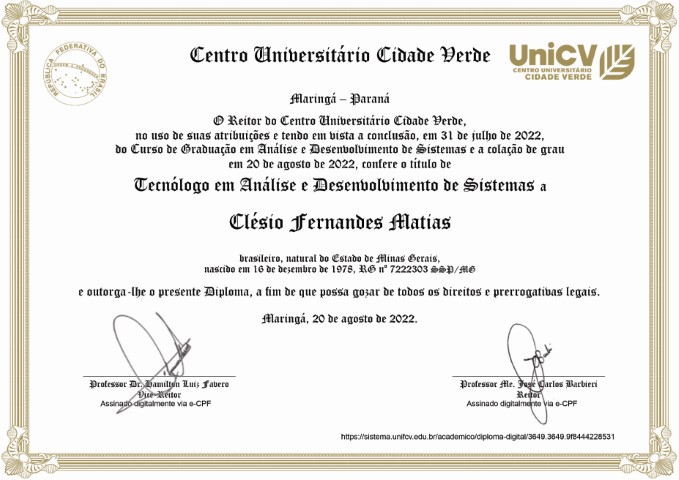 REPÚBLICA FEDERATIVA DO BRASIL
Centro Universitário Cidade Verde
UniCV
CENTRO UNIVERSITÁRIO
CIDADE VERDE
Maringá – Paraná
O Reitor do Centro Universitário Cidade Verde,
no uso de suas atribuições e tendo em vista a conclusão, em 31 de julho de 2022,
do Curso de Graduação em Análise e Desenvolvimento de Sistemas e a colação de grau
em 20 de agosto de 2022, confere o título de
Tecnólogo em Análise e Desenvolvimento de Sistemas a
Clésio Fernandes Matias
brasileiro, natural do Estado de Minas Gerais,
nascido em 16 de dezembro de 1978, RG nº 7222303 SSP/MG
e outorga-lhe o presente Diploma, a fim de que possa gozar de todos os direitos e prerrogativas legais.
Maringá, 20 de agosto de 2022.
Professor Dr. Hamilton Luiz Favero
Vice-Reitor
Assinado digitalmente via e-CPF
Professor Me. José Carlos Barbieri
Reitor
Assinado digitalmente via e-CPF
https://sistema.unifcv.edu.br/academico/diploma-digital/3649.3649.9f8444228531